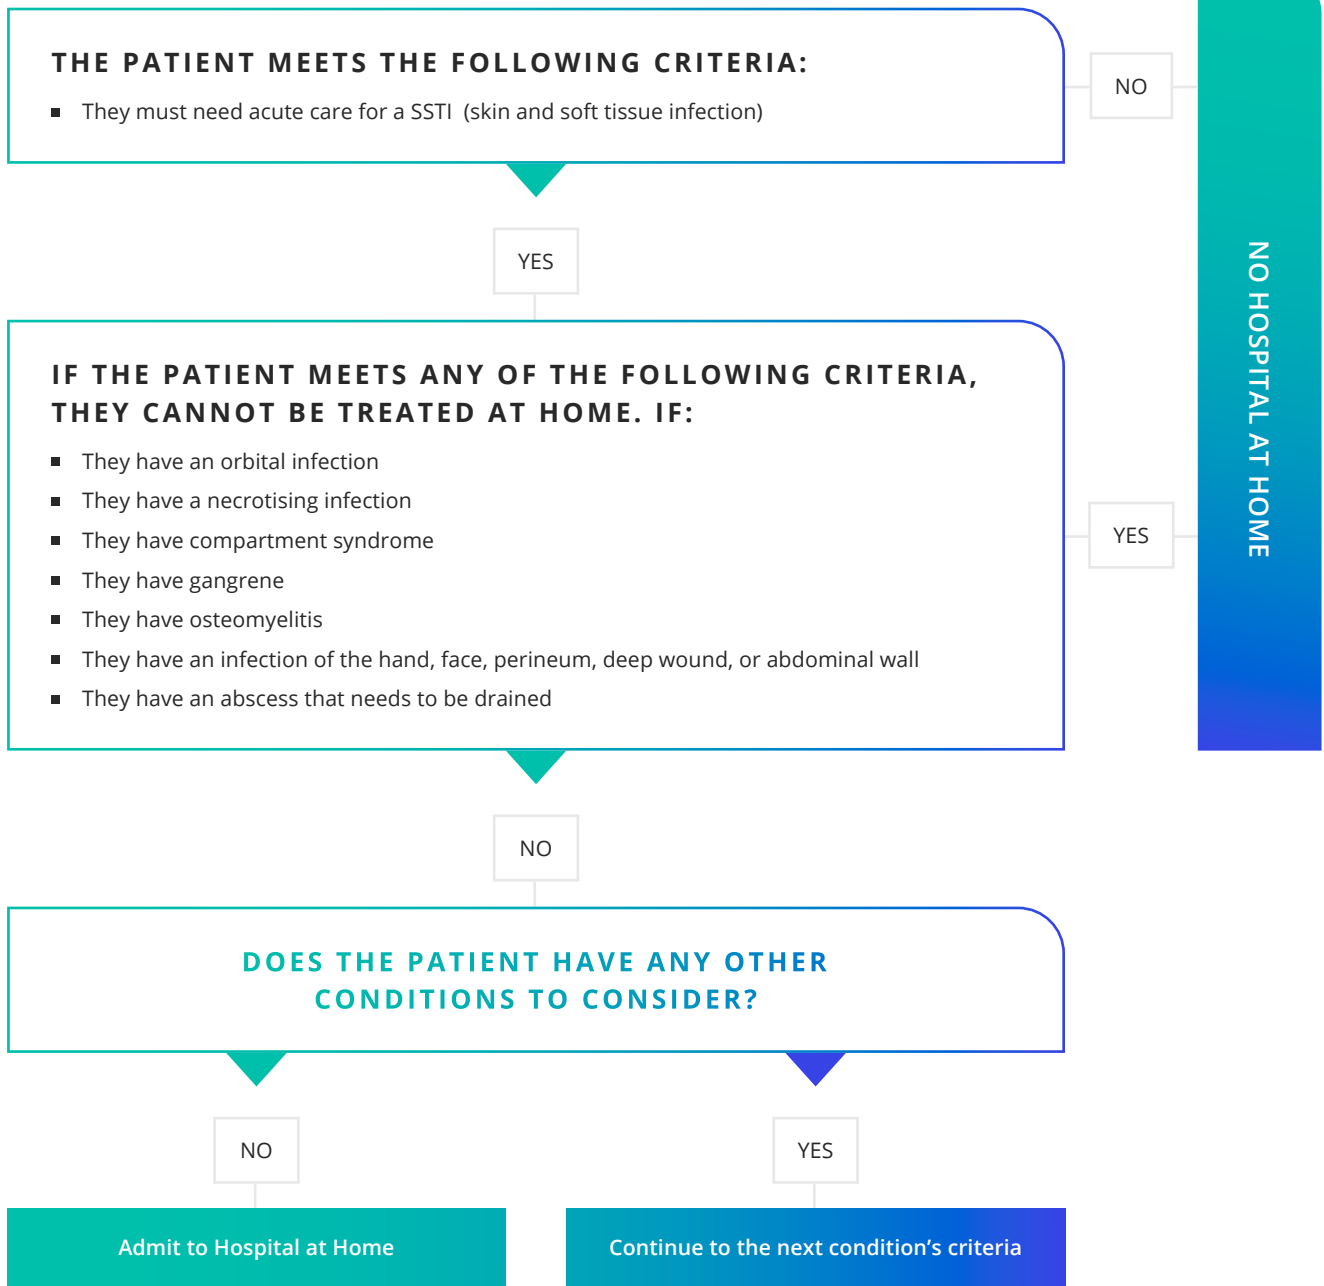 THE PATIENT MEETS THE FOLLOWING CRITERIA:
They must need acute care for a SSTI (skin and soft tissue infection)
NO
NO HOSPITAL AT HOME
YES
IF THE PATIENT MEETS ANY OF THE FOLLOWING CRITERIA,
THEY CANNOT BE TREATED AT HOME. IF:
They have an orbital infection
They have a necrotising infection
They have compartment syndrome
They have gangrene
They have osteomyelitis
They have an infection of the hand, face, perineum, deep wound, or abdominal wall
They have an abscess that needs to be drained
YES
NO
DOES THE PATIENT HAVE ANY OTHER
CONDITIONS TO CONSIDER?
NO
YES
Admit to Hospital at Home
Continue to the next condition's criteria